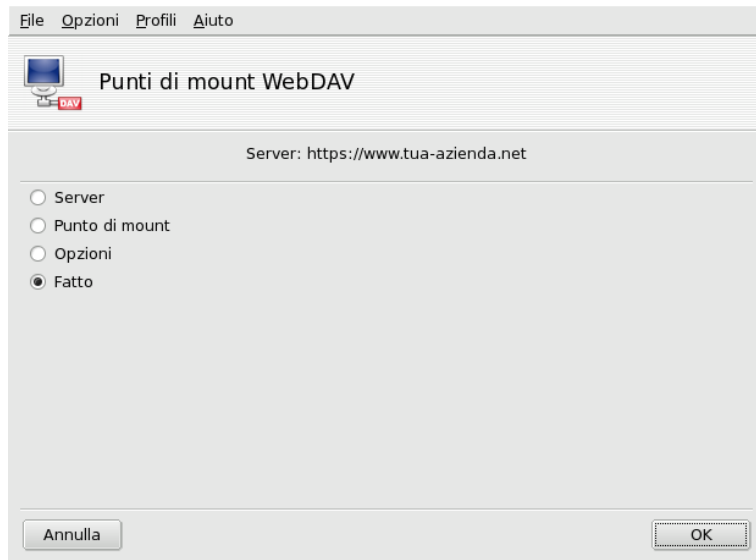 File Opzioni Profili Aiuto
DAV
Punti di mount WebDAV
Server: https://www.tua-azienda.net
Server
Punto di mount
Opzioni
Fatto
Annulla OK